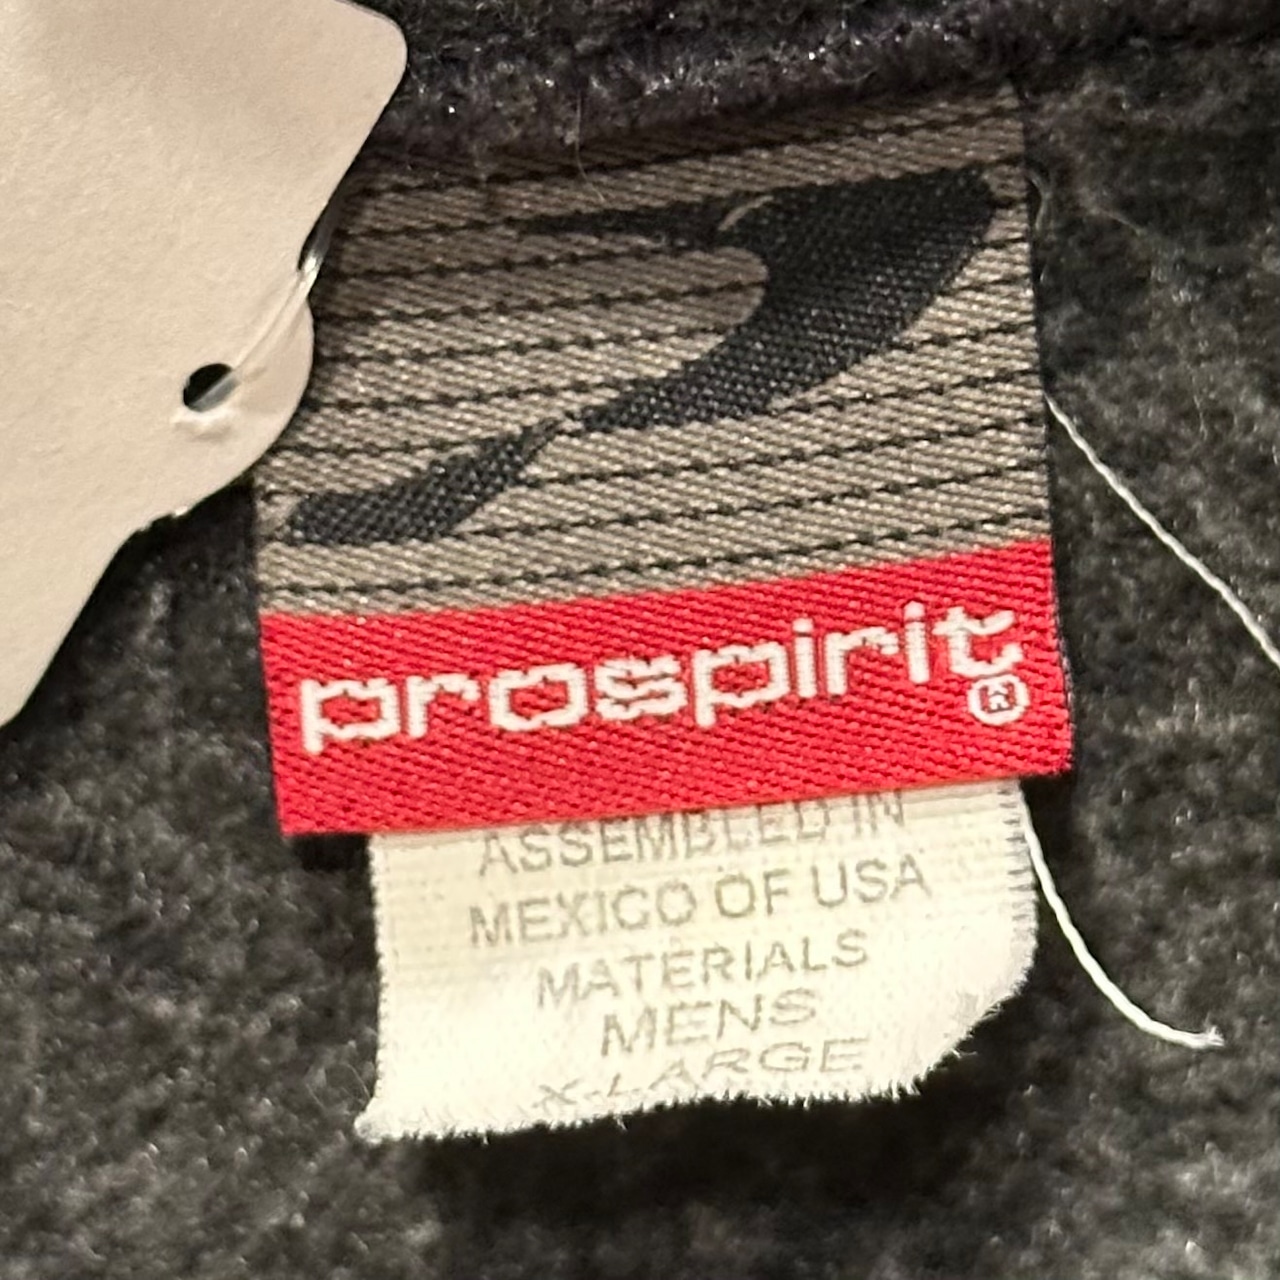 prospirit®
ASSEMBLED IN
MEXICO OF USA
MATERIALS
MENS
X-LARGE